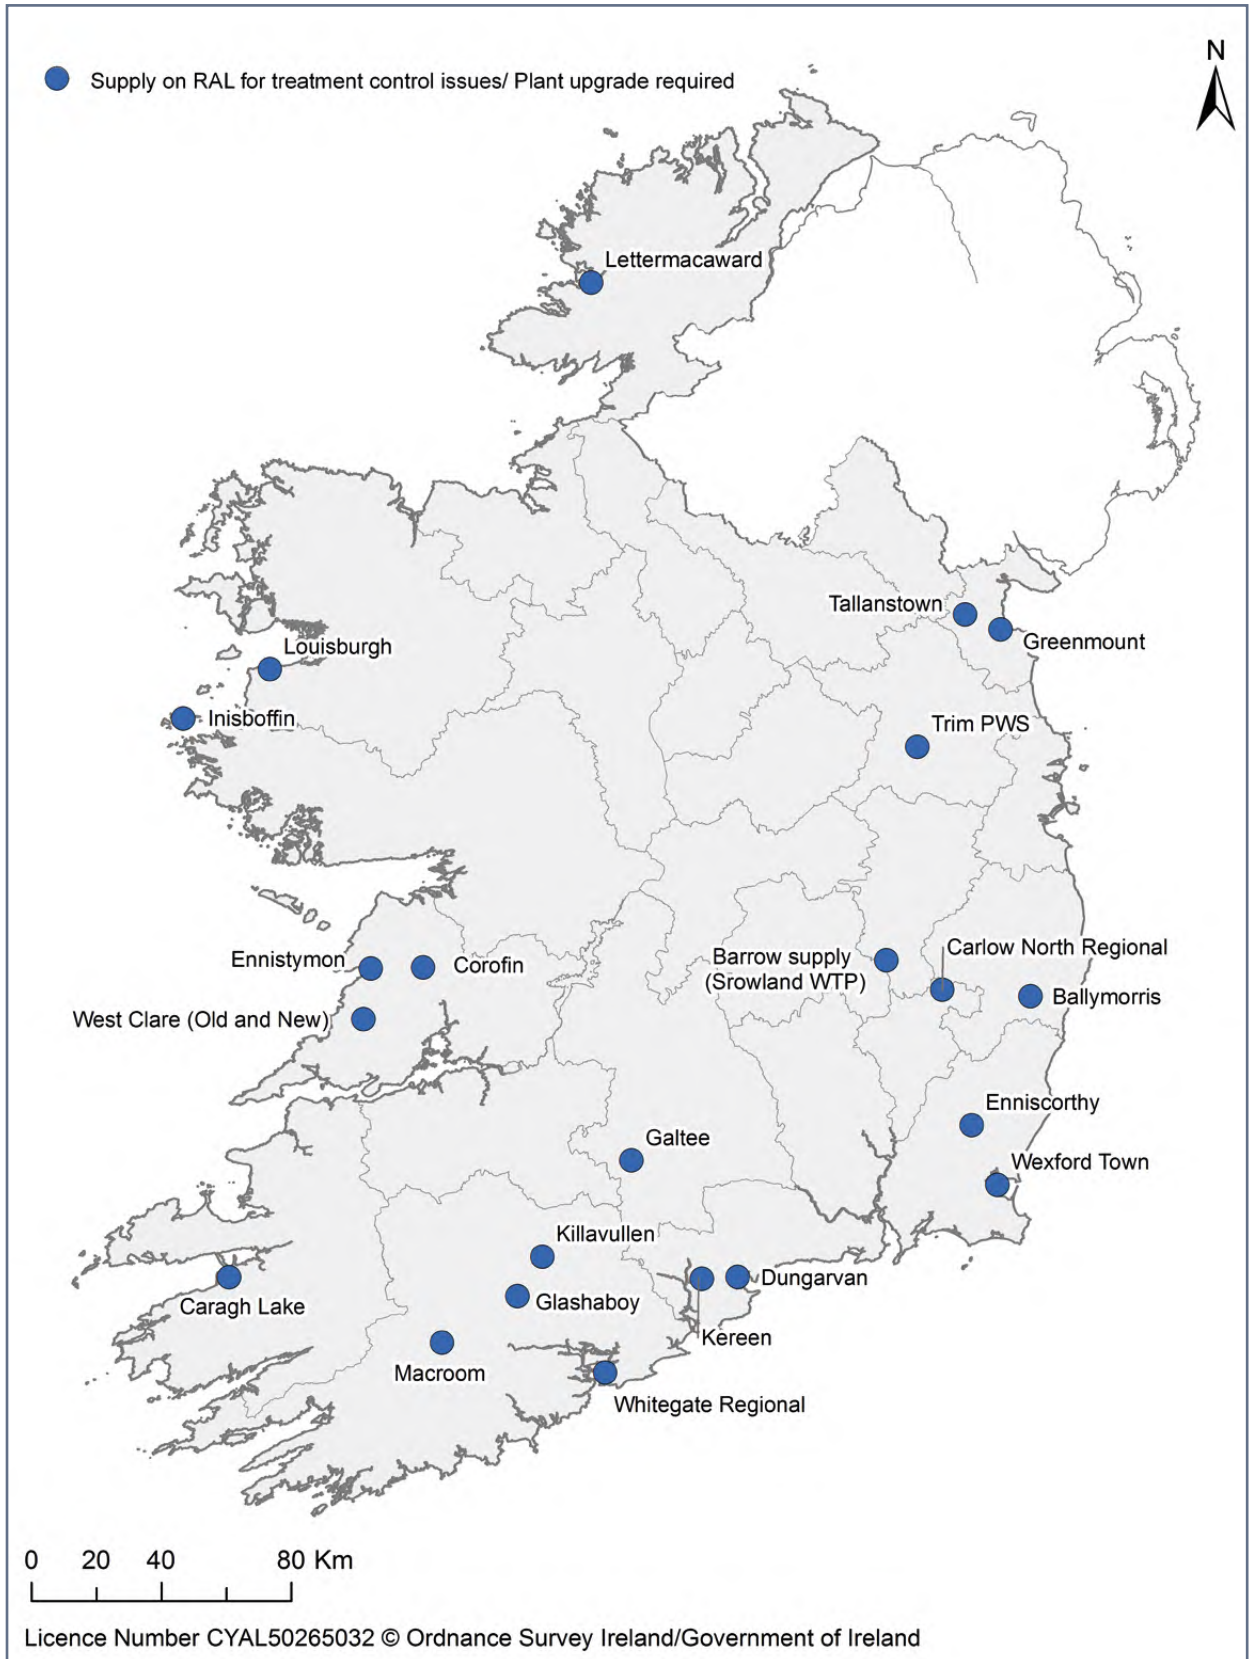 N
Supply on RAL for treatment control issues/ Plant upgrade required
Lettermacaward
Tallanstown
Greenmount
Louisburgh
Inisboffin
Trim PWS
Ennistymon
Corofin
Barrow supply
(Srowland WTP)
Carlow North Regional
Ballymorris
West Clare (Old and New)
Enniscorthy
Galtee
Wexford Town
Killavullen
Dungarvan
Caragh Lake
Glashaboy
Kereen
Macroom
Whitegate Regional
0 20 40 80 Km
Licence Number CYAL50265032 © Ordnance Survey Ireland/Government of Ireland